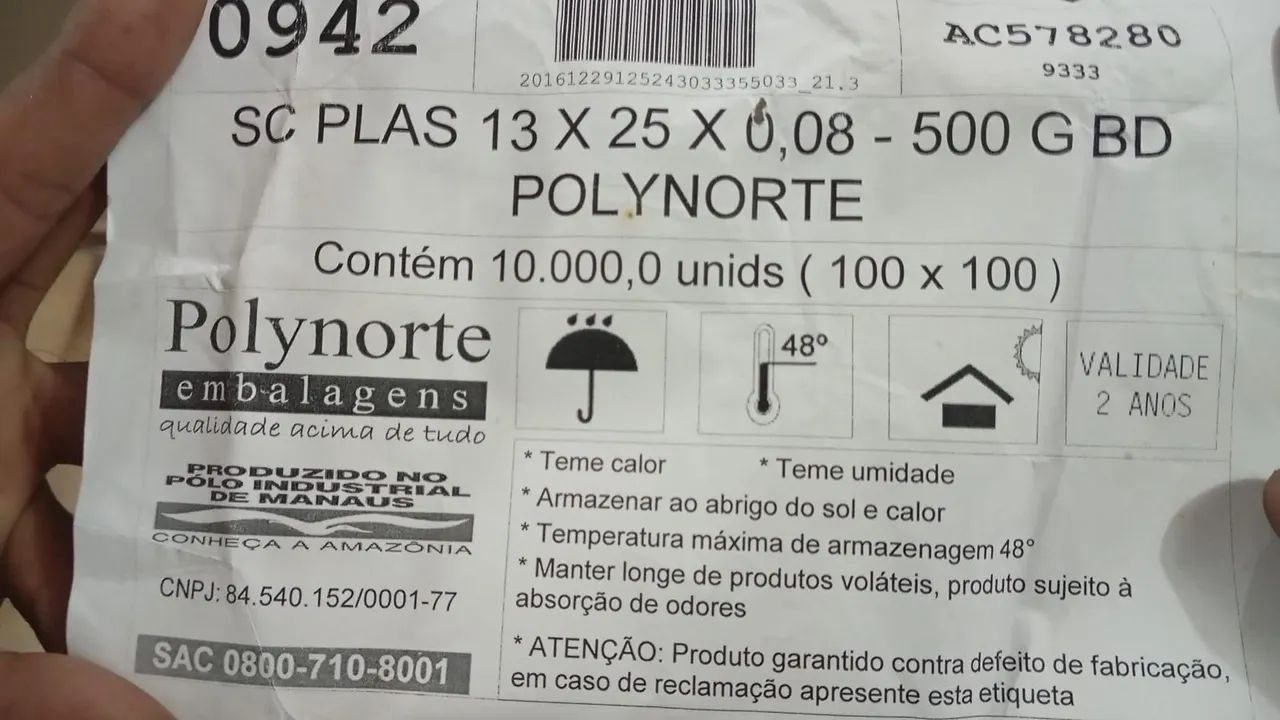 0942
AC578280
20161229125243033355033_21.3
9333
SC PLAS 13 X 25 X 0,08 - 500 G BD
POLYNORTE
Contém 10.000,0 unids ( 100 x 100 )
Polynorte
embalagens
qualidade acima de tudo
PRODUZIDO NO
PÓLO INDUSTRIAL
DE MANAUS
CONHEÇA A AMAZÔNIA
CNPJ: 84.540.152/0001-77
SAC 0800-710-8001
48º
VALIDADE
2 ANOS
* Teme calor * Teme umidade
* Armazenar ao abrigo do sol e calor
* Temperatura máxima de armazenagem 48°
* Manter longe de produtos voláteis, produto sujeito à
absorção de odores
* ATENÇÃO: Produto garantido contra defeito de fabricação,
em caso de reclamação apresente esta etiqueta